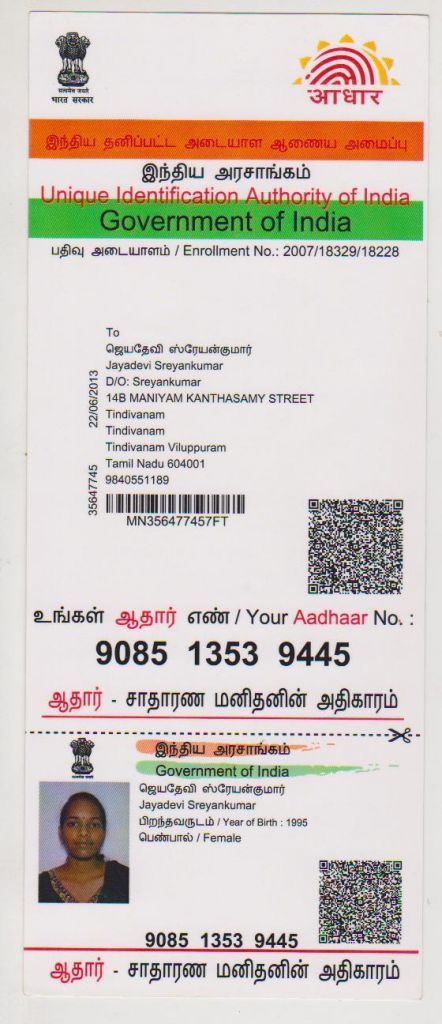 सत्यमेव जयते
भारत सरकार
आधार
இந்திய தனிப்பட்ட அடையாள ஆணைய அமைப்பு
இந்திய அரசாங்கம்
Unique Identification Authority of India
Government of India
பதிவு அடையாளம் / Enrollment No.: 2007/18329/18228
To
ஜெயதேவி ஸ்ரேயன்குமார்
Jayadevi Sreyankumar
D/O: Sreyankumar
14B MANIYAM KANTHASAMY STREET
Tindivanam
Tindivanam
Tindivanam Viluppuram
Tamil Nadu 604001
9840551189
22/06/2013
35647745
MN356477457FT
உங்கள் ஆதார் எண் / Your Aadhaar No. :
9085 1353 9445
ஆதார் - சாதாரண மனிதனின் அதிகாரம்
இந்திய அரசாங்கம்
Government of India
ஜெயதேவி ஸ்ரேயன்குமார்
Jayadevi Sreyankumar
பிறந்தவருடம் / Year of Birth : 1995
பெண்பால் / Female
9085 1353 9445
ஆதார் - சாதாரண மனிதனின் அதிகாரம்